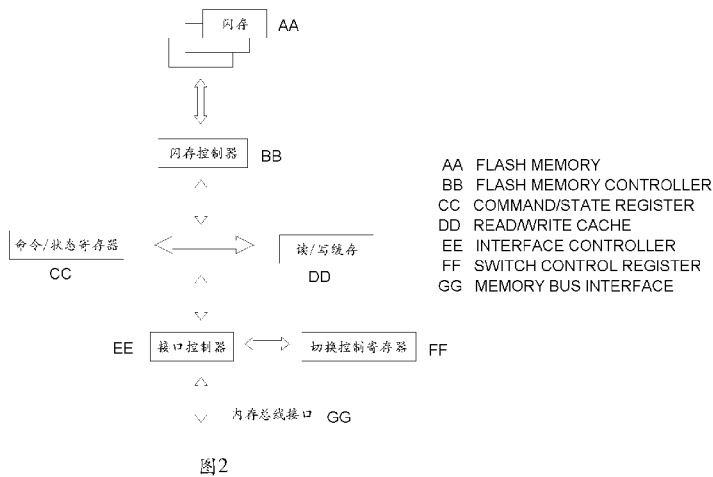 闪存 AA
闪存控制器 BB
命令/状态寄存器
CC
读/写缓存
DD
EE 接口控制器
切换控制寄存器 FF
内存总线接口 GG
图2
AA FLASH MEMORY
BB FLASH MEMORY CONTROLLER
CC COMMAND/STATE REGISTER
DD READ/WRITE CACHE
EE INTERFACE CONTROLLER
FF SWITCH CONTROL REGISTER
GG MEMORY BUS INTERFACE